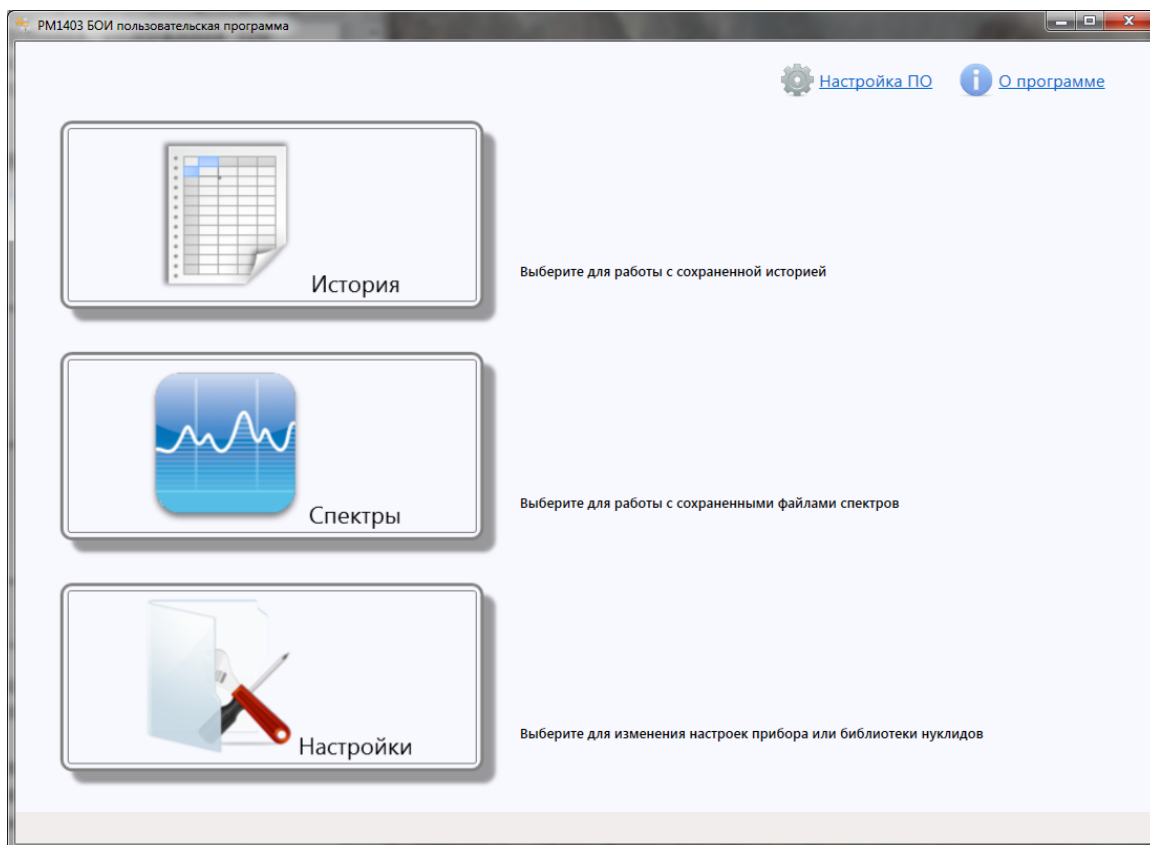 РМ1403 БОИ пользовательская программа
Настройка ПО
О программе
История
Выберите для работы с сохраненной историей
Спектры
Выберите для работы с сохраненными файлами спектров
Настройки
Выберите для изменения настроек прибора или библиотеки нуклидов